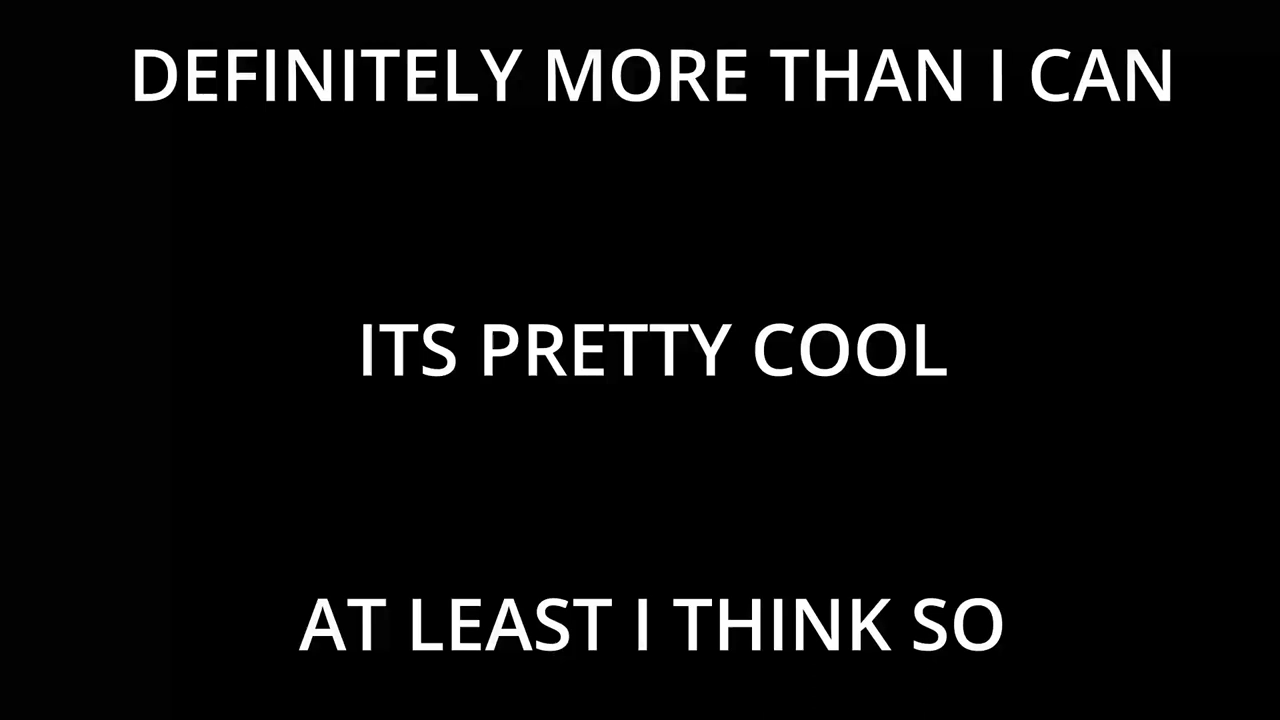 DEFINITELY MORE THAN I CAN
ITS PRETTY COOL
AT LEAST I THINK SO